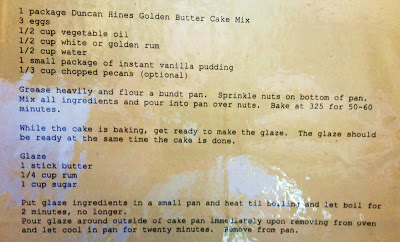 1 package Duncan Hines Golden Butter Cake Mix
3 eggs
1/2 cup vegetable oil
1/2 cup white or golden rum
1/2 cup water
1 small package of instant vanilla pudding
1/3 cup chopped pecans (optional)
Grease heavily and flour a bundt pan. Sprinkle nuts on bottom of pan.
Mix all ingredients and pour into pan over nuts. Bake at 325 for 50-60
minutes.
While the cake is baking, get ready to make the glaze. The glaze should
be ready at the same time the cake is done.
Glaze
1 stick butter
1/4 cup rum
1 cup sugar
Put glaze ingredients in a small pan and heat til boiling and let boil for
2 minutes, no longer.
Pour glaze around outside of cake pan immediately upon removing from oven
and let cool in pan for twenty minutes. Remove from pan.